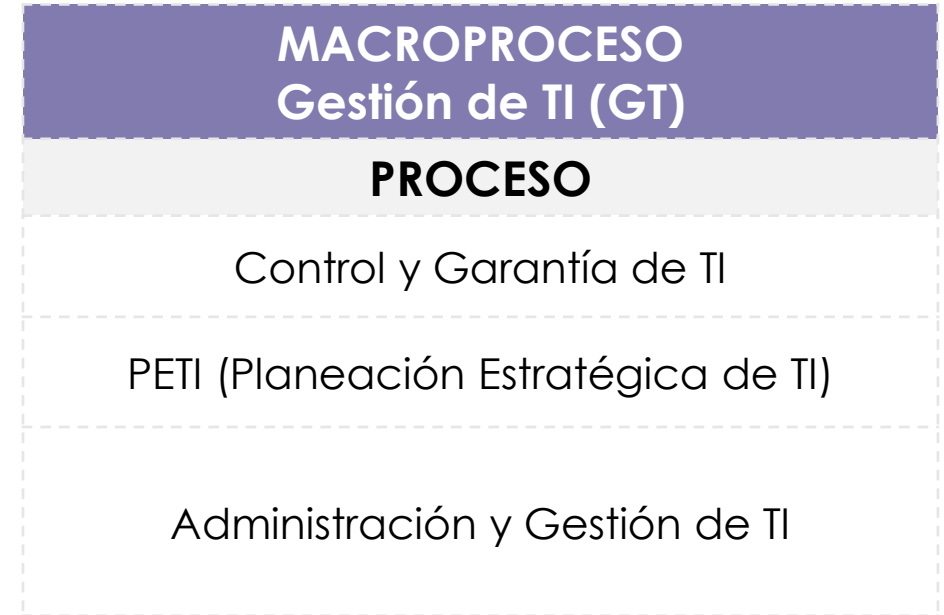 MACROPROCESO
Gestión de TI (GT)
PROCESO
Control y Garantía de TI
PETI (Planeación Estratégica de TI)
Administración y Gestión de TI